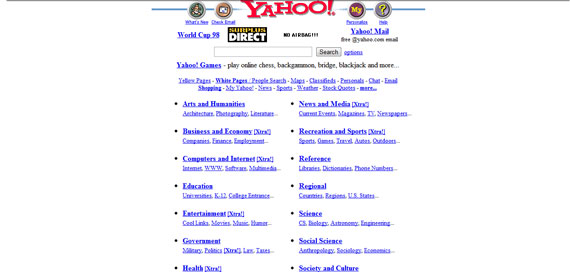 YAHOO!
What's New Check Email Personalize Help
World Cup 98 SURPLUS DIRECT NO AIRBAG!!! Yahoo! Mail
free @yahoo.com email
Search options
Yahoo! Games - play online chess, backgammon, bridge, blackjack and more...
Yellow Pages - White Pages / People Search - Maps - Classifieds - Personals - Chat - Email
Shopping - My Yahoo! - News - Sports - Weather - Stock Quotes - more...
Arts and Humanities
Architecture, Photography, Literature...
News and Media [Xtra!]
Current Events, Magazines, TV, Newspapers...
Business and Economy [Xtra!]
Companies, Finance, Employment...
Recreation and Sports [Xtra!]
Sports, Games, Travel, Autos, Outdoors...
Computers and Internet [Xtra!]
Internet, WWW, Software, Multimedia...
Reference
Libraries, Dictionaries, Phone Numbers...
Education
Universities, K-12, College Entrance...
Regional
Countries, Regions, U.S. States...
Entertainment [Xtra!]
Cool Links, Movies, Music, Humor...
Science
CS, Biology, Astronomy, Engineering...
Government
Military, Politics [Xtra!], Law, Taxes...
Social Science
Anthropology, Sociology, Economics...
Health [Xtra!]
Society and Culture